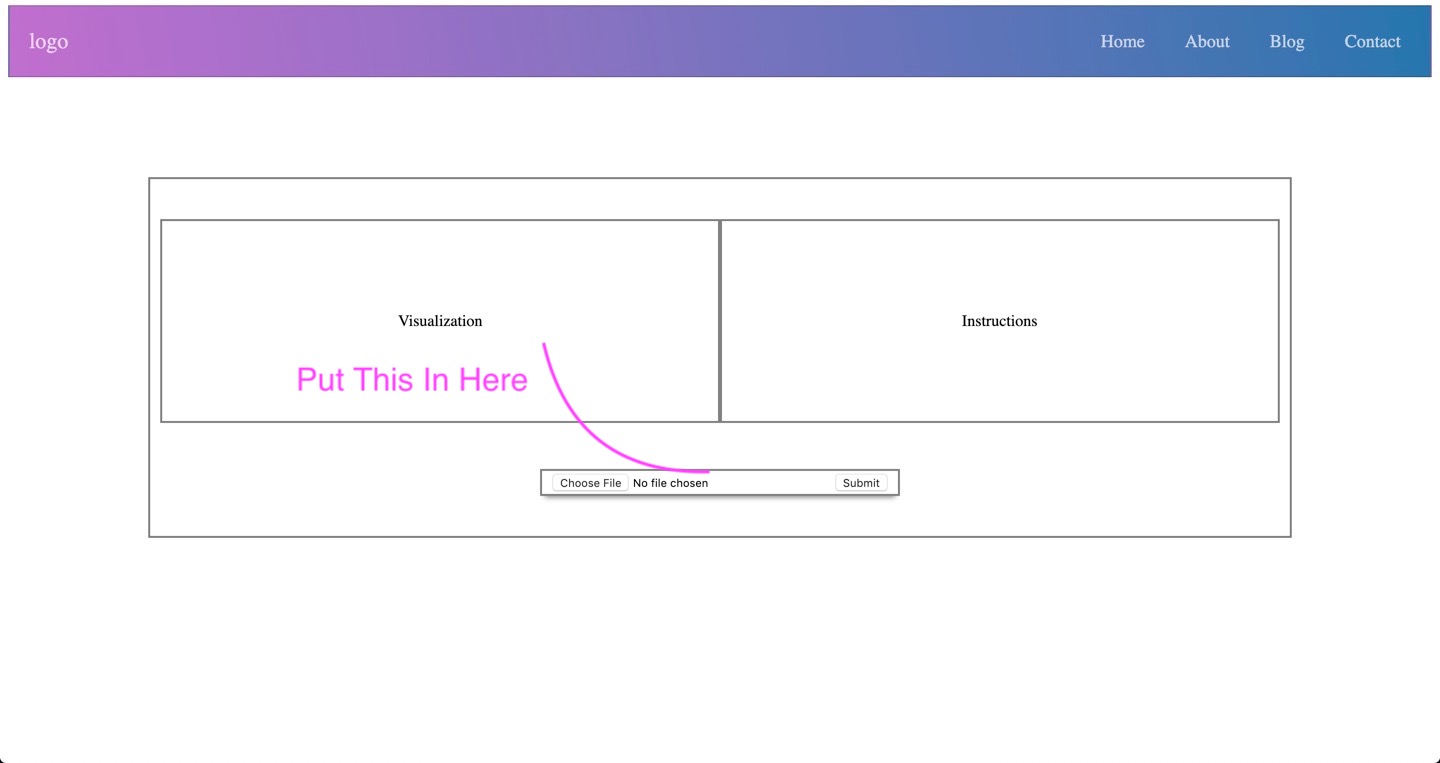 logo Home About Blog Contact
Visualization
Instructions
Put This In Here
Choose File No file chosen Submit